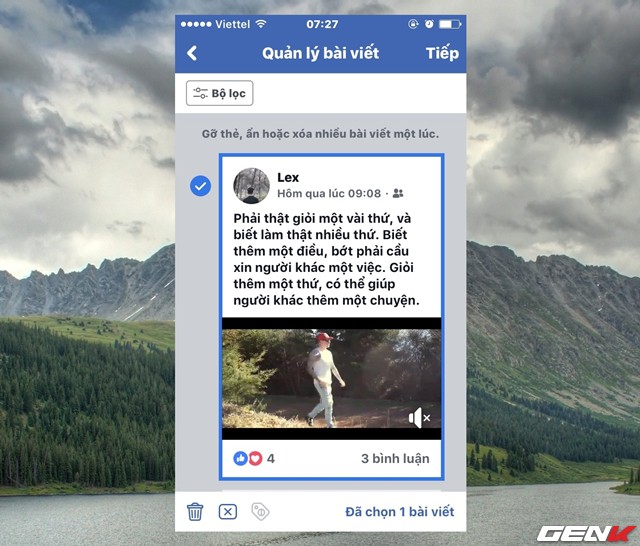 Viettel 07:27
Quản lý bài viết Tiếp
Bộ lọc
Gỡ thẻ, ẩn hoặc xóa nhiều bài viết một lúc.
Lex
Hôm qua lúc 09:08 ·
Phải thật giỏi một vài thứ, và
biết làm thật nhiều thứ. Biết
thêm một điều, bớt phải cầu
xin người khác một việc. Giỏi
thêm một thứ, có thể giúp
người khác thêm một chuyện.
4 3 bình luận
Đã chọn 1 bài viết
GENK